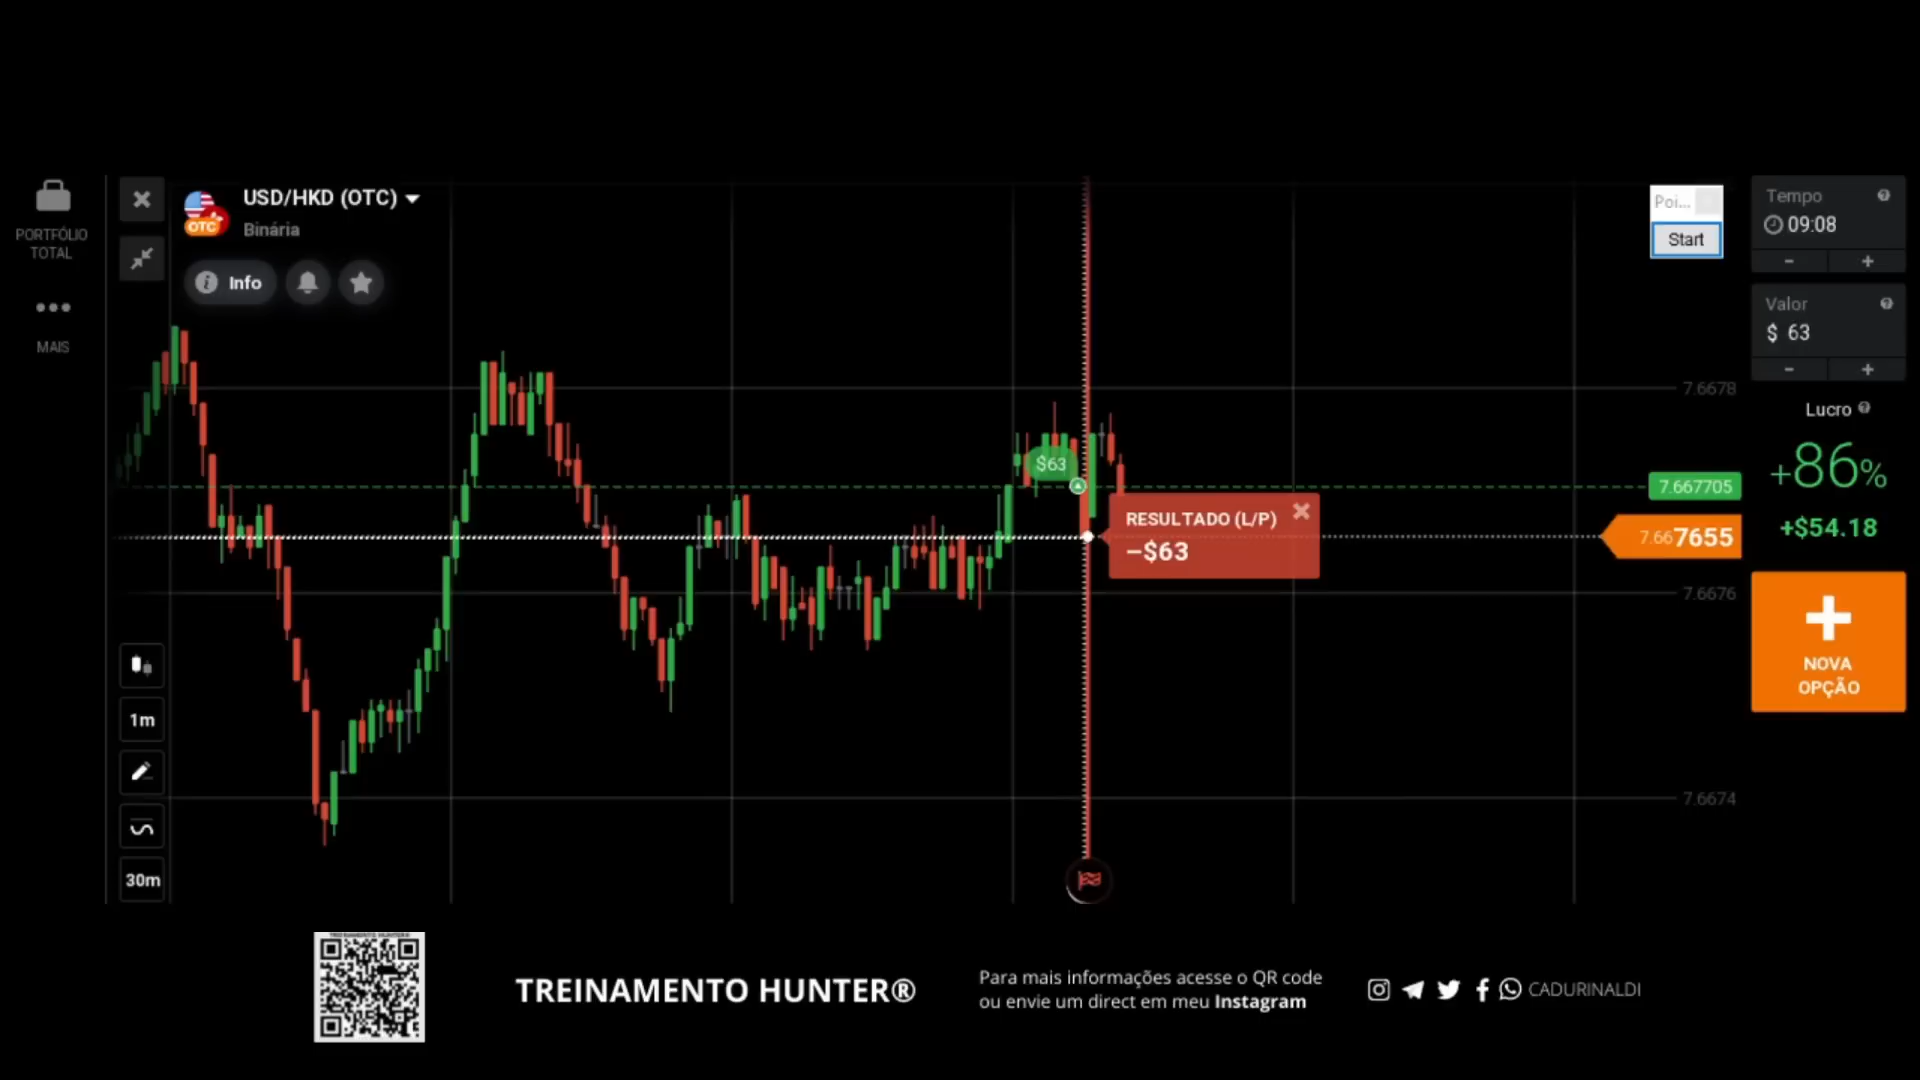 PORTFÓLIO
TOTAL
MAIS
USD/HKD (OTC)
OTC
Binária
Info
1m
30m
$63
RESULTADO (L/P)
–$63
Poi...
Start
7.6678
7.667705
7.667655
7.6676
7.6674
Tempo
09:08
- +
Valor
$ 63
- +
Lucro
+86%
+$54.18
NOVA
OPÇÃO
TREINAMENTO HUNTER®
Para mais informações acesse o QR code
ou envie um direct em meu Instagram
CADURINALDI